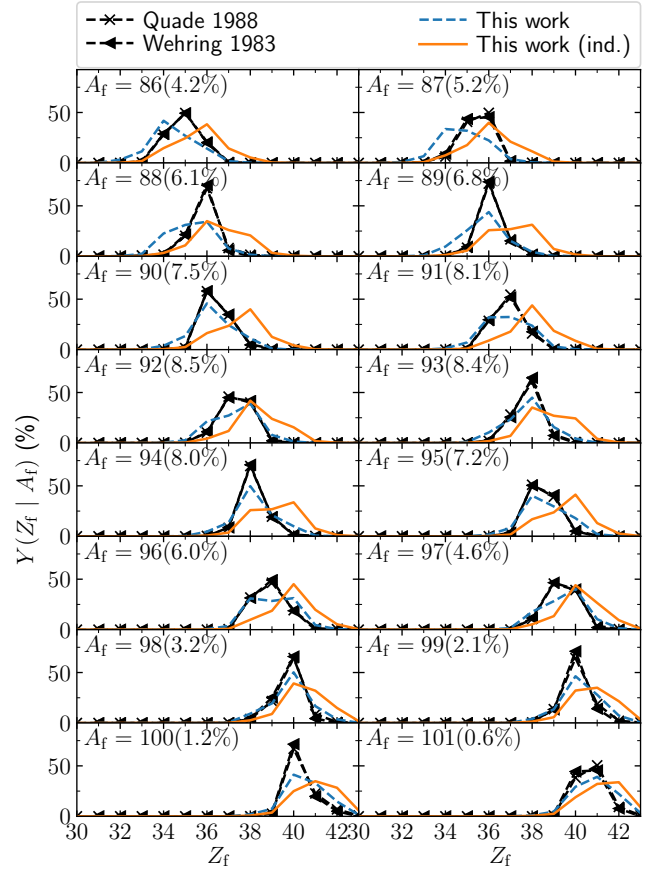 Quade 1988
Wehring 1983
This work
This work (ind.)
A_f = 86(4.2%)
A_f = 87(5.2%)
50
0
A_f = 88(6.1%)
A_f = 89(6.8%)
50
0
A_f = 90(7.5%)
A_f = 91(8.1%)
50
0
A_f = 92(8.5%)
A_f = 93(8.4%)
50
0
A_f = 94(8.0%)
A_f = 95(7.2%)
50
0
A_f = 96(6.0%)
A_f = 97(4.6%)
50
0
A_f = 98(3.2%)
A_f = 99(2.1%)
50
0
A_f = 100(1.2%)
A_f = 101(0.6%)
50
0
30 32 34 36 38 40 42 30 32 34 36 38 40 42
Z_f Z_f
Y(Z_f | A_f) (%)